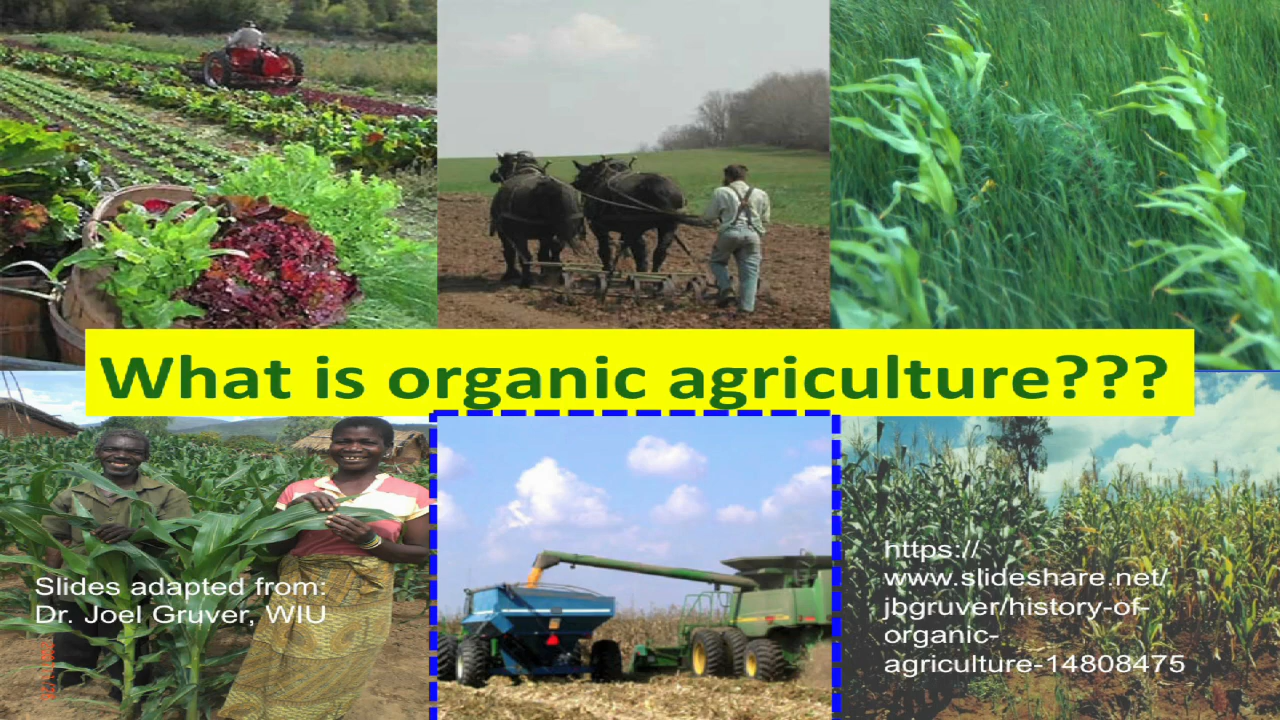 What is organic agriculture???
Slides adapted from:
Dr. Joel Gruver, WIU
https://
www.slideshare.net/
jbgruver/history-of-
organic-
agriculture-14808475